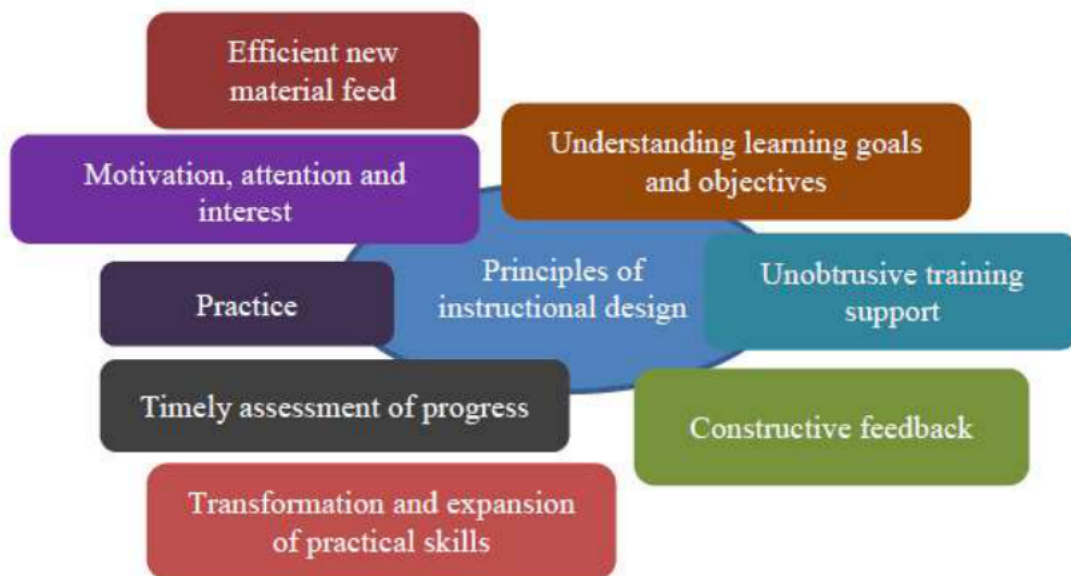 Efficient new
material feed
Understanding learning goals
and objectives
Motivation, attention and
interest
Principles of
instructional design
Unobtrusive training
support
Practice
Timely assessment of progress
Constructive feedback
Transformation and expansion
of practical skills